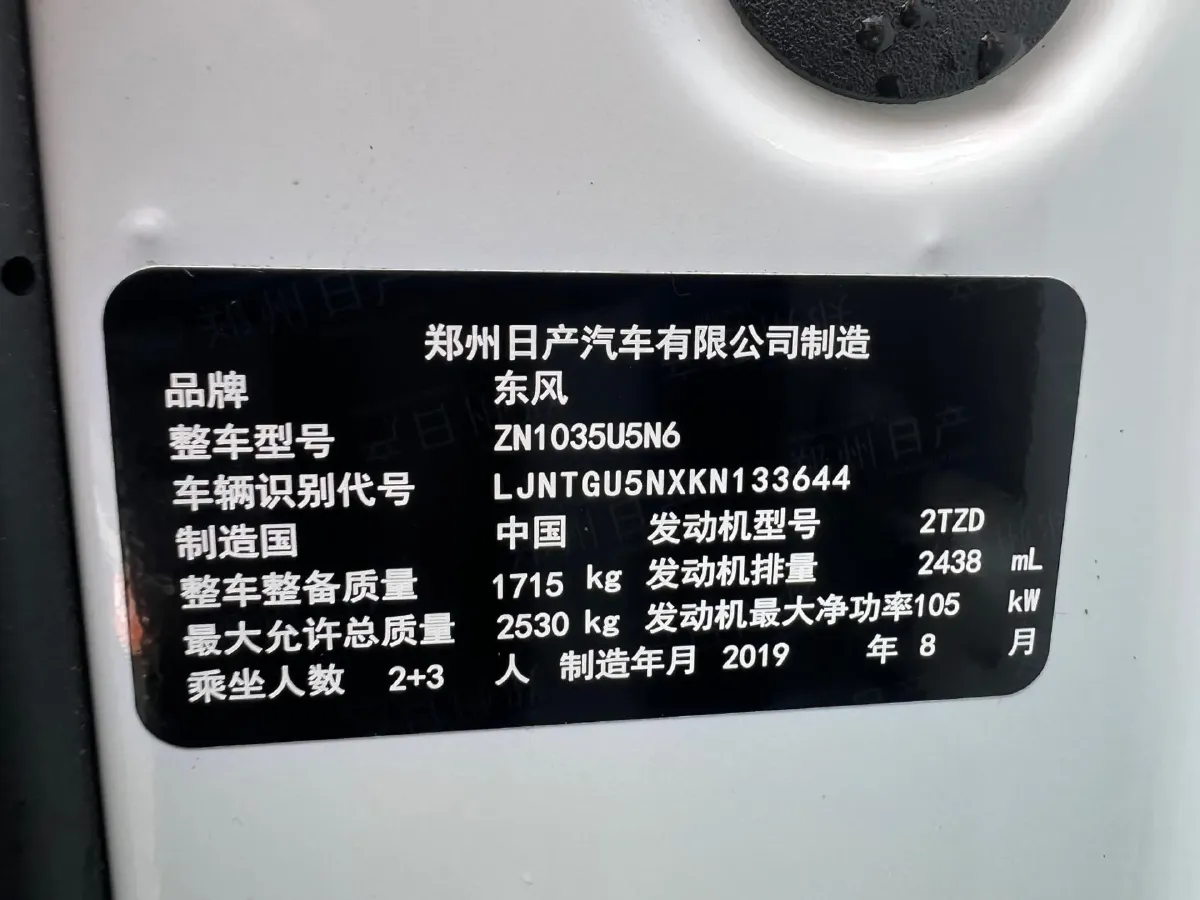 郑州日产汽车有限公司制造
品牌 东风
整车型号 ZN1035U5N6
车辆识别代号 LJNTGU5NXKN133644
制造国 中国 发动机型号 2TZD
整车整备质量 1715 kg 发动机排量 2438 mL
最大允许总质量 2530 kg 发动机最大净功率105 kW
乘坐人数 2+3 人 制造年月 2019 年 8 月